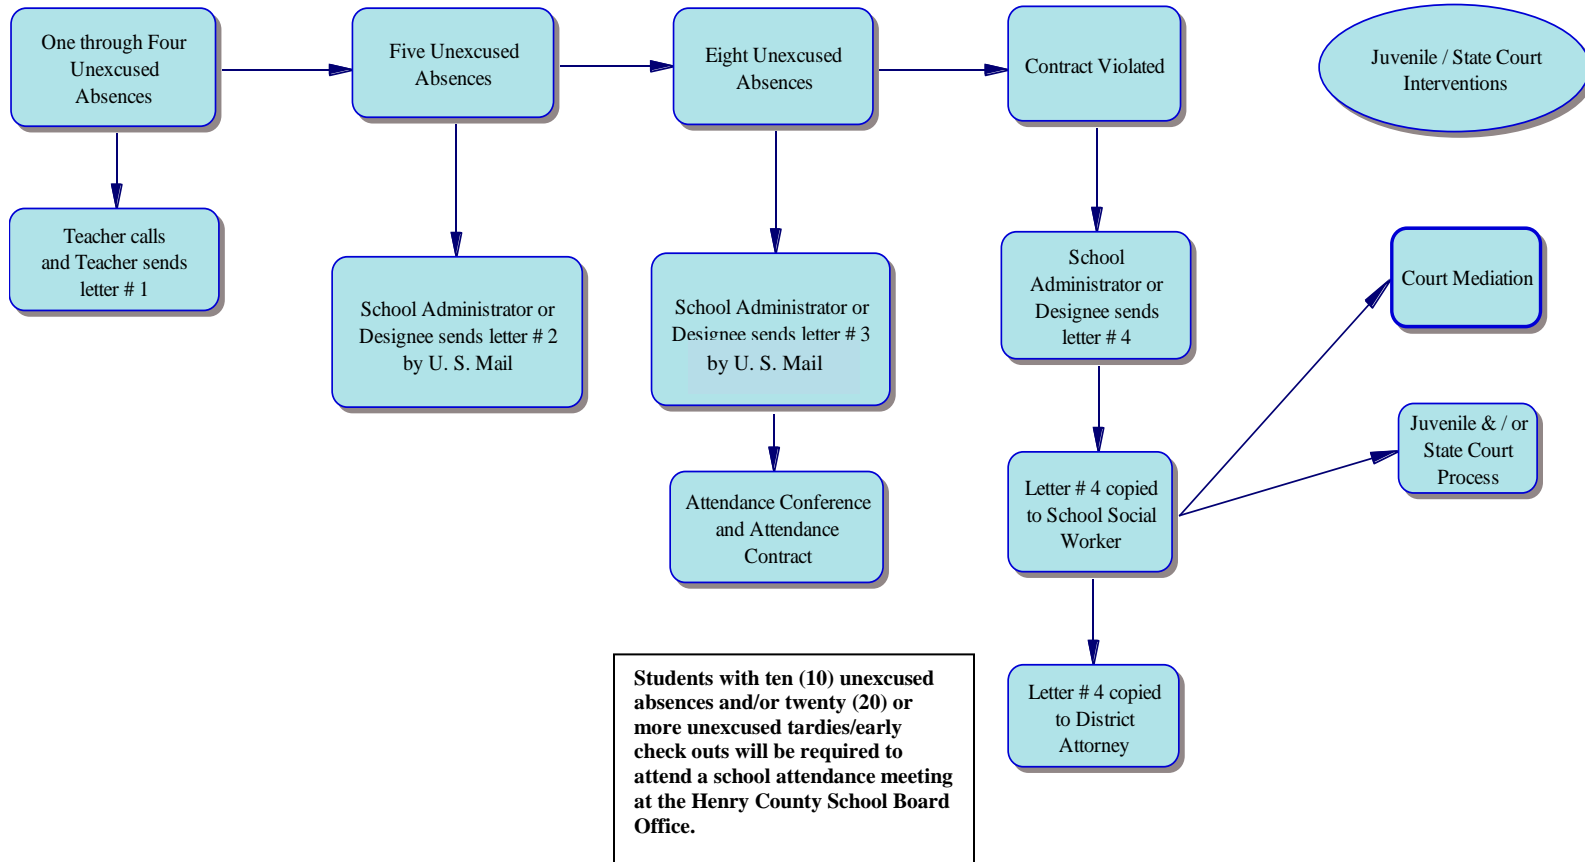 One through Four
Unexcused
Absences
Five Unexcused
Absences
Eight Unexcused
Absences
Contract Violated
Juvenile / State Court
Interventions
Teacher calls
and Teacher sends
letter # 1
School Administrator or
Designee sends letter # 2
by U. S. Mail
School Administrator or
Designee sends letter # 3
by U. S. Mail
School
Administrator or
Designee sends
letter # 4
Court Mediation
Juvenile & / or
State Court
Process
Attendance Conference
and Attendance
Contract
Letter # 4 copied
to School Social
Worker
Letter # 4 copied
to District
Attorney
Students with ten (10) unexcused
absences and/or twenty (20) or
more unexcused tardies/early
check outs will be required to
attend a school attendance meeting
at the Henry County School Board
Office.